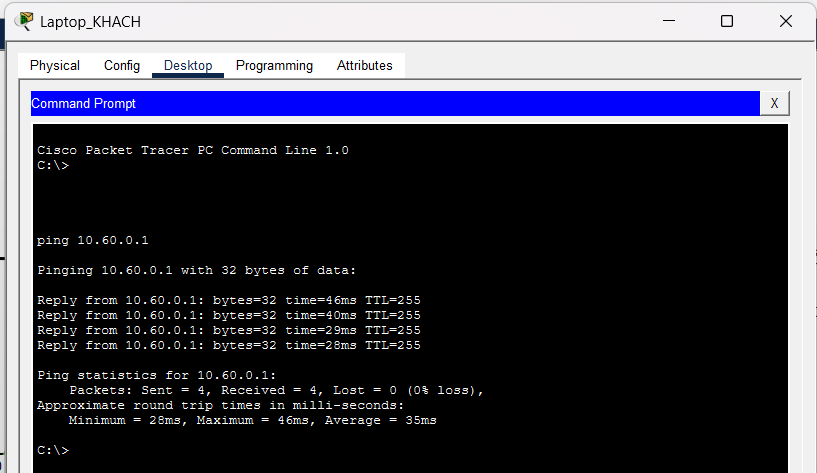 Laptop_KHACH
Physical Config Desktop Programming Attributes
Command Prompt X
Cisco Packet Tracer PC Command Line 1.0
C:\>
ping 10.60.0.1
Pinging 10.60.0.1 with 32 bytes of data:
Reply from 10.60.0.1: bytes=32 time=46ms TTL=255
Reply from 10.60.0.1: bytes=32 time=40ms TTL=255
Reply from 10.60.0.1: bytes=32 time=29ms TTL=255
Reply from 10.60.0.1: bytes=32 time=28ms TTL=255
Ping statistics for 10.60.0.1:
Packets: Sent = 4, Received = 4, Lost = 0 (0% loss),
Approximate round trip times in milli-seconds:
Minimum = 28ms, Maximum = 46ms, Average = 35ms
C:\>